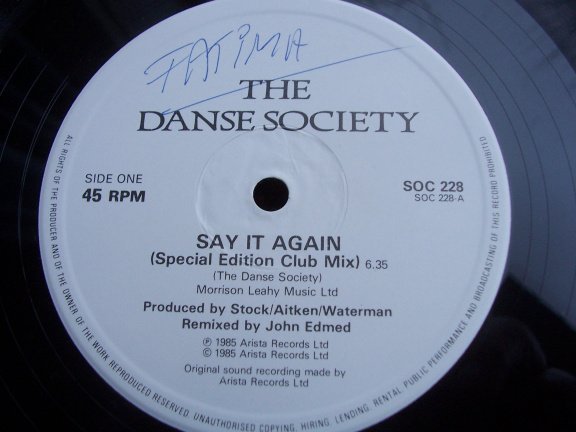 FATIMA
THE
DANSE SOCIETY
SIDE ONE
45 RPM
SOC 228
SOC 228-A
SAY IT AGAIN
(Special Edition Club Mix) 6.35
(The Danse Society)
Morrison Leahy Music Ltd
Produced by Stock/Aitken/Waterman
Remixed by John Edmed
Ⓟ 1985 Arista Records Ltd
© 1985 Arista Records Ltd
Original sound recording made by
Arista Records Ltd
ALL RIGHTS OF THE PRODUCER AND OF THE OWNER OF THE WORK REPRODUCED RESERVED. UNAUTHORISED COPYING, HIRING, LENDING, RENTAL, PUBLIC PERFORMANCE AND BROADCASTING OF THIS RECORD PROHIBITED